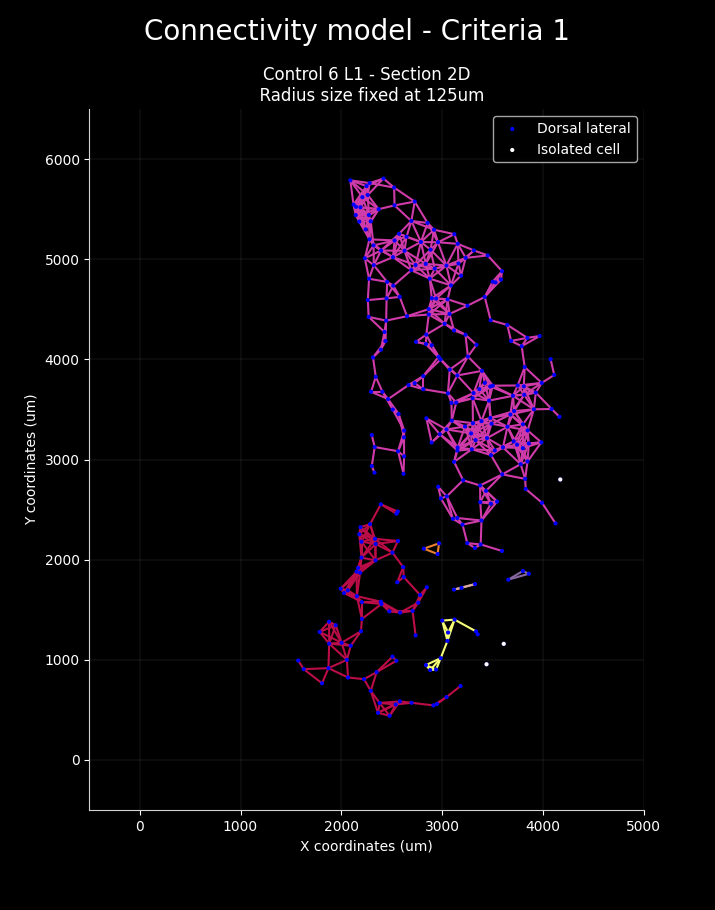 Connectivity model - Criteria 1
Control 6 L1 - Section 2D
Radius size fixed at 125um
Dorsal lateral
Isolated cell
6000
5000
4000
3000
2000
1000
0
Y coordinates (um)
0 1000 2000 3000 4000 5000
X coordinates (um)